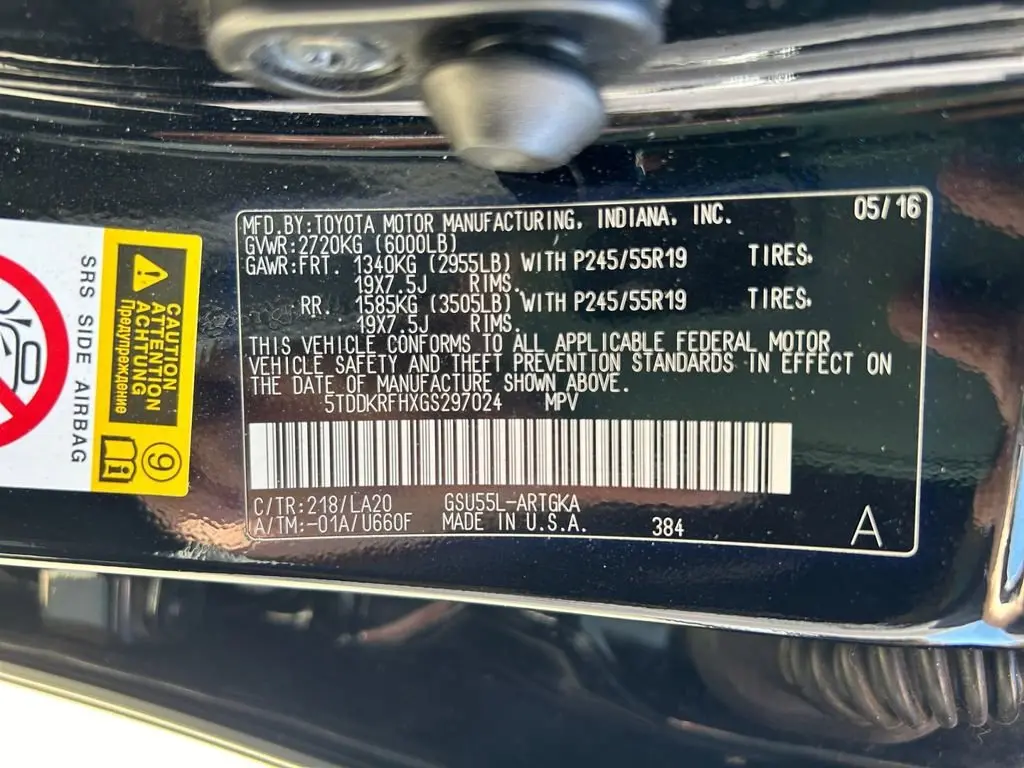 MFD.BY:TOYOTA MOTOR MANUFACTURING, INDIANA, INC. 05/16
GVWR:2720KG (6000LB)
GAWR:FRT. 1340KG (2955LB) WITH P245/55R19 TIRES,
19X7.5J RIMS.
RR. 1585KG (3505LB) WITH P245/55R19 TIRES,
19X7.5J RIMS.
THIS VEHICLE CONFORMS TO ALL APPLICABLE FEDERAL MOTOR
VEHICLE SAFETY AND THEFT PREVENTION STANDARDS IN EFFECT ON
THE DATE OF MANUFACTURE SHOWN ABOVE.
5TDDKRFHXGS297024 MPV
C/TR:218/LA20 GSU55L-ARTGKA
A/TM:-01A/U660F MADE IN U.S.A. 384 A
CAUTION
ATTENTION
ACHTUNG
Предупреждение
SRS SIDE AIRBAG
9